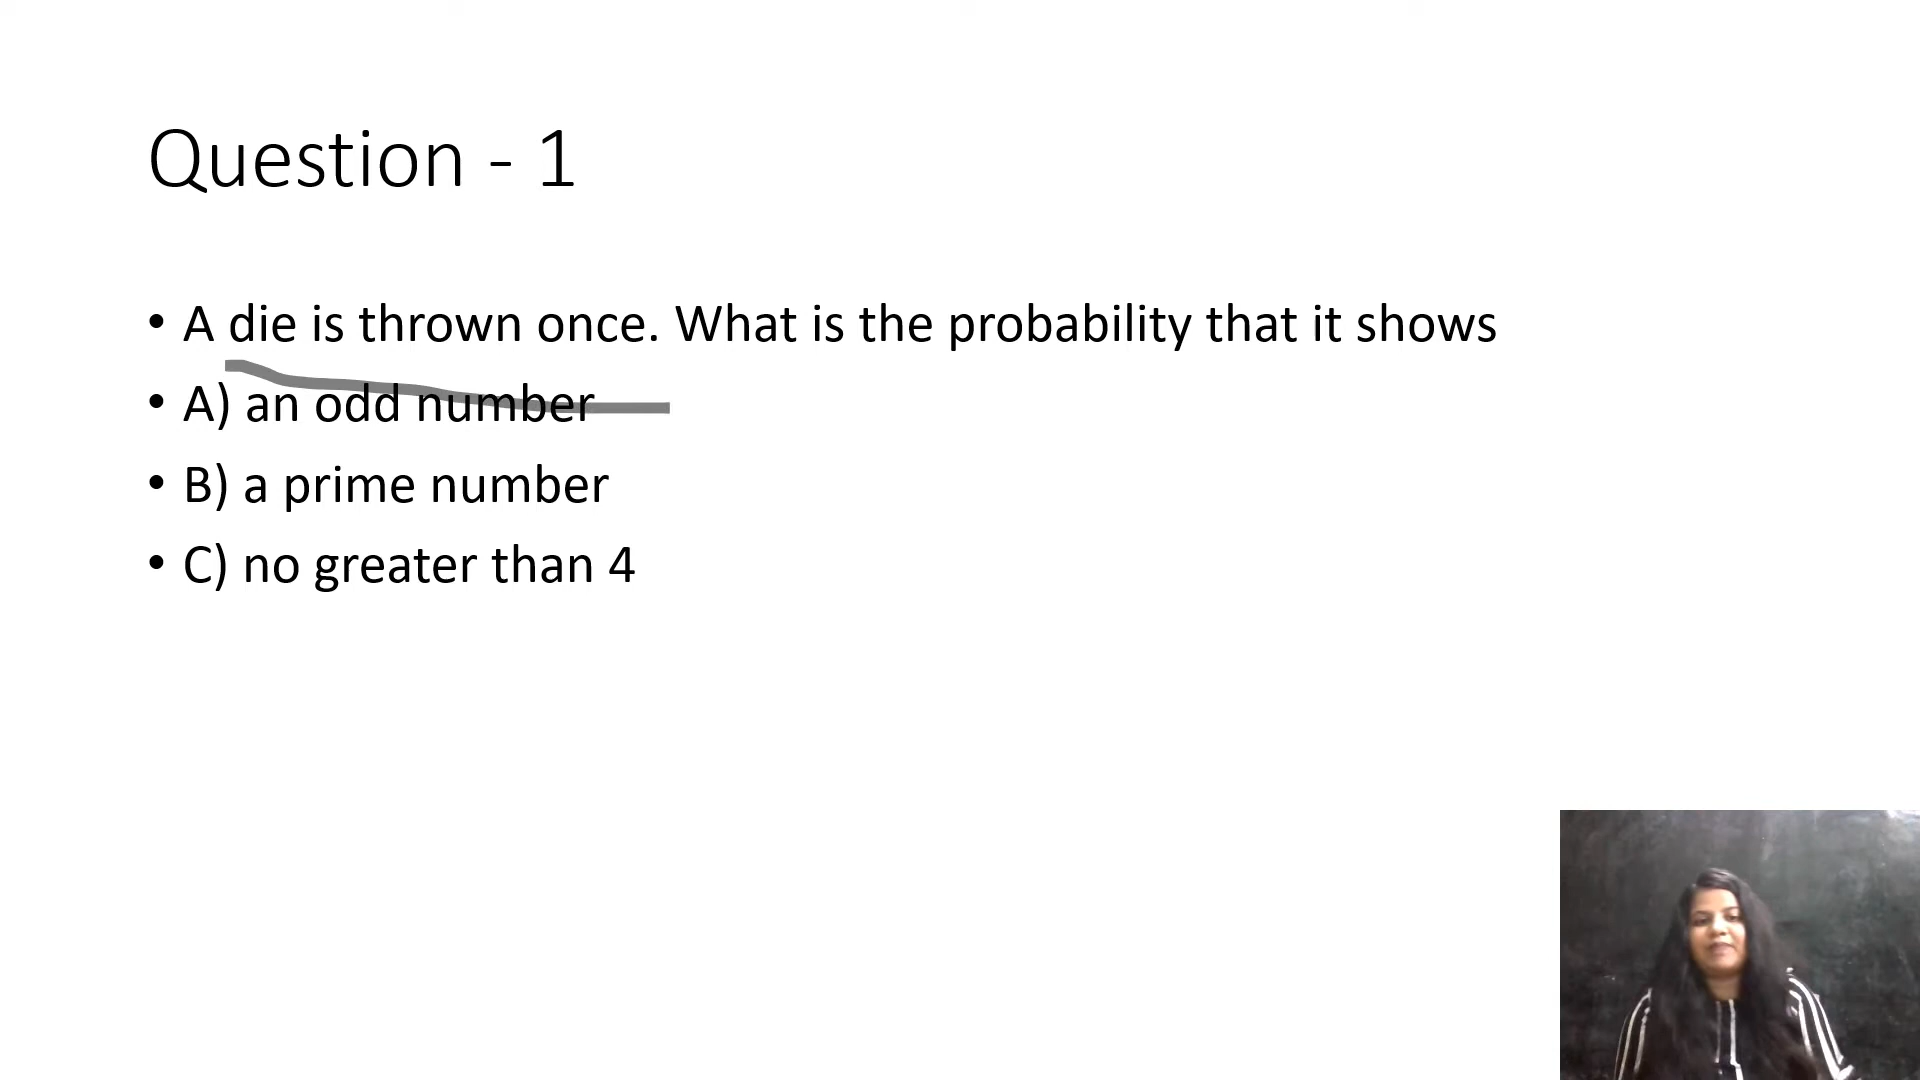 Question - 1
• A die is thrown once. What is the probability that it shows
• A) an odd number
• B) a prime number
• C) no greater than 4